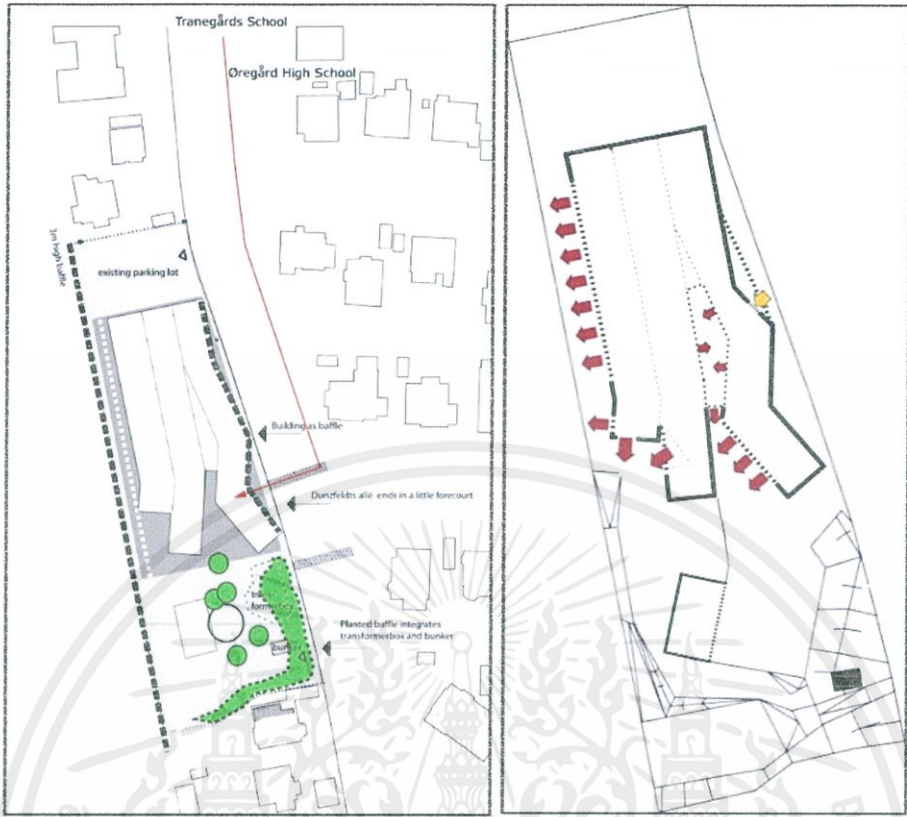 Tranegårds School
Øregård High School
3m high baffle
existing parking lot
Building as baffle
Dunzfeldts allé ends in a little forecourt
Planted baffle integrates
transformerbox and bunker